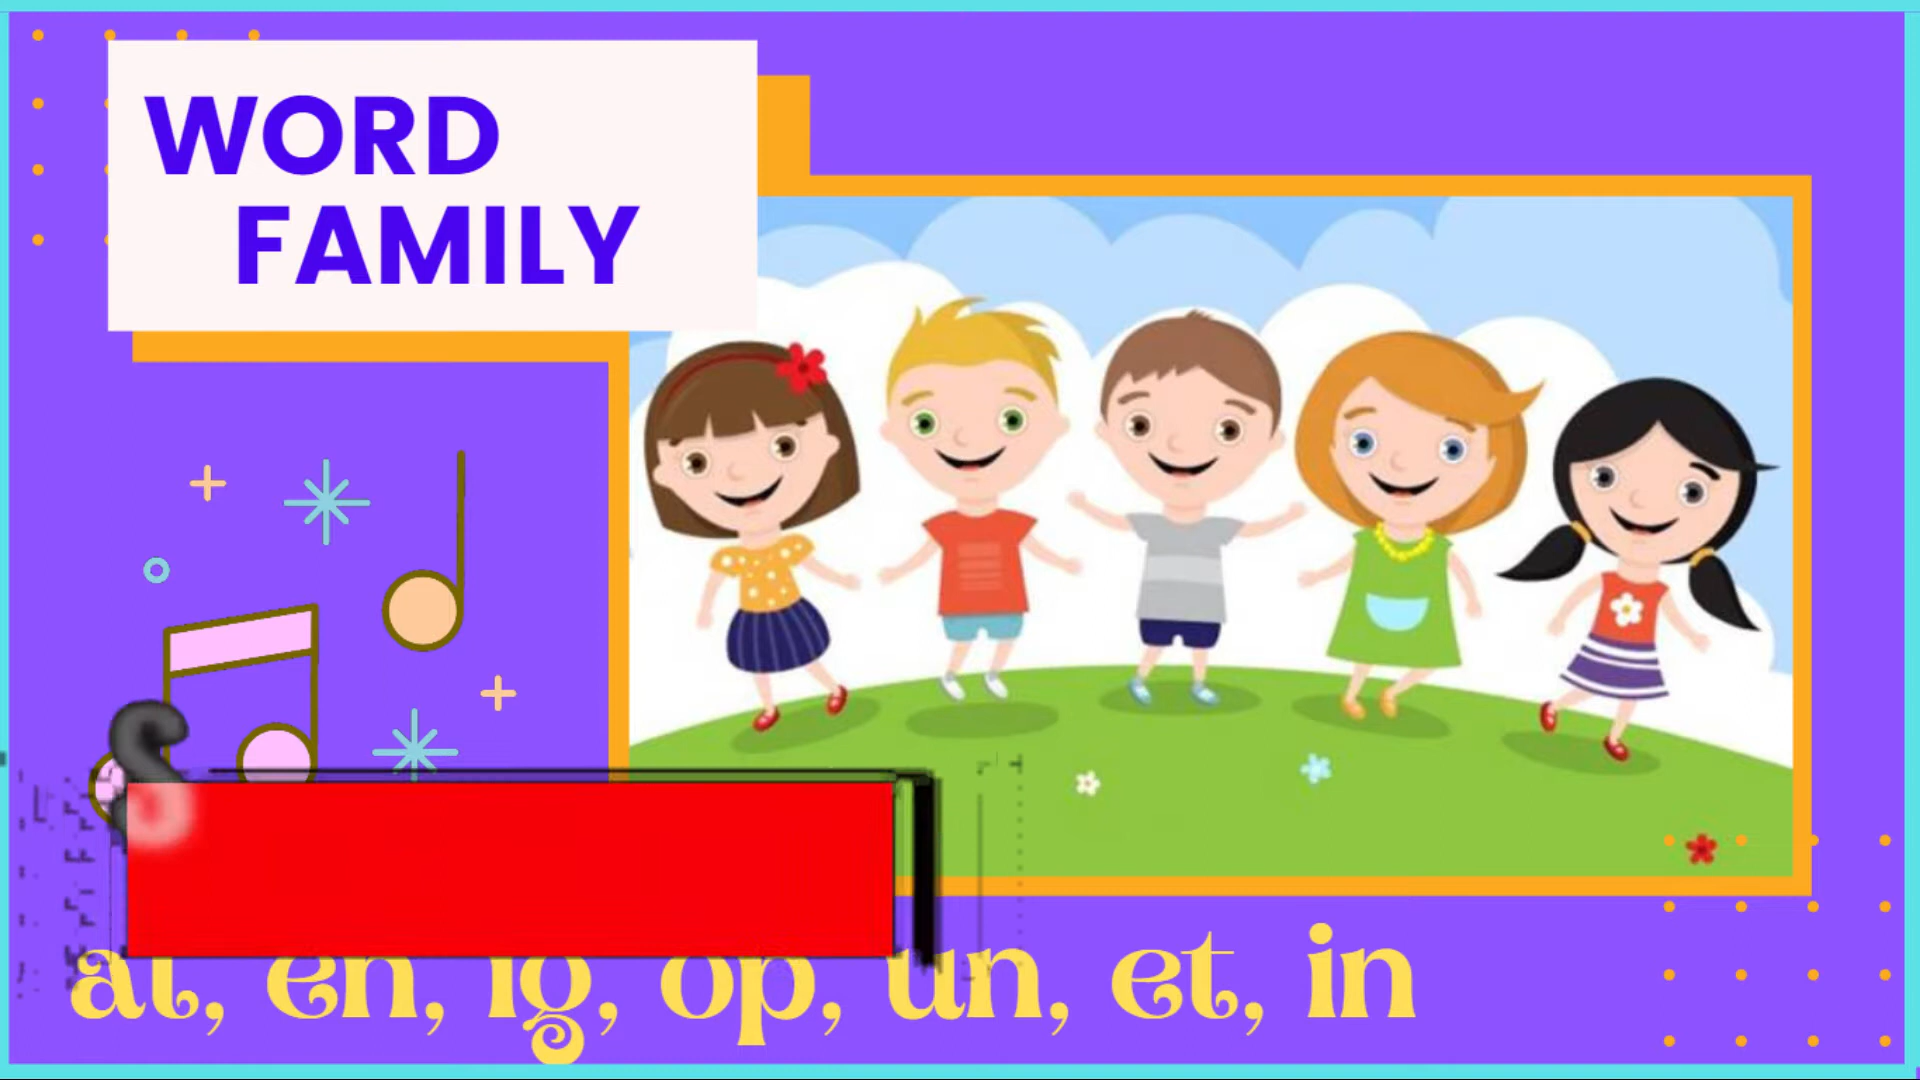 WORD
FAMILY
at, en, ig, op, un, et, in